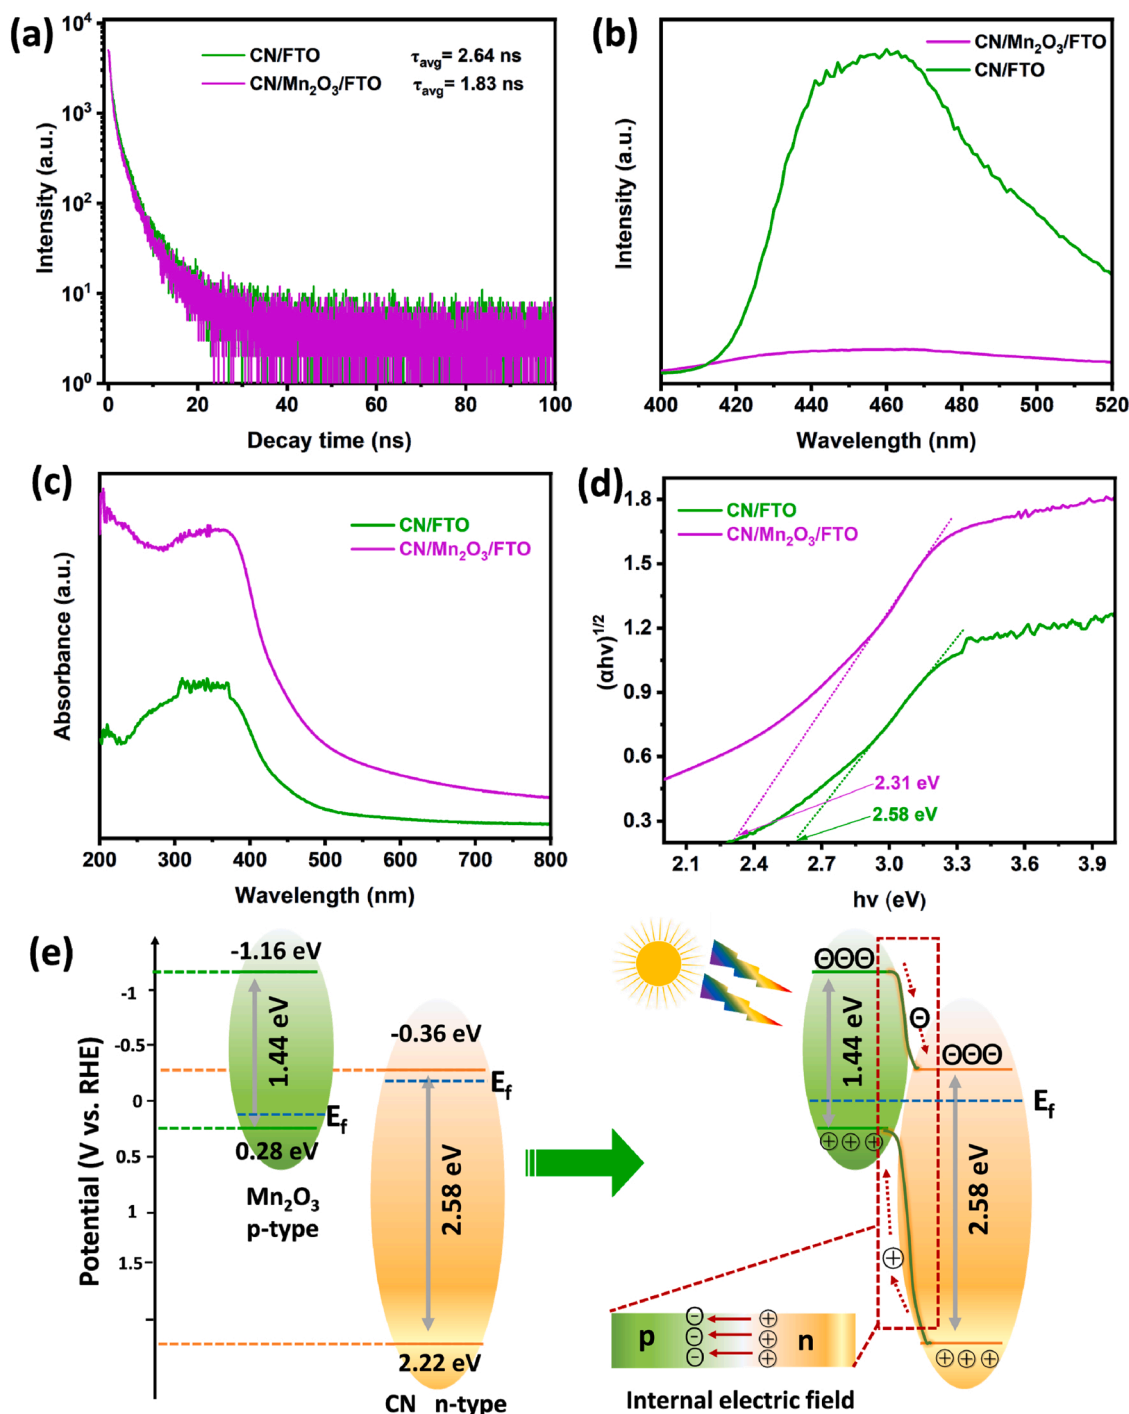 (a)
10⁴
10³
10²
10¹
10⁰
Intensity (a.u.)
CN/FTO
τavg= 2.64 ns
CN/Mn₂O₃/FTO
τavg= 1.83 ns
0 20 40 60 80 100
Decay time (ns)
(b)
Intensity (a.u.)
CN/Mn₂O₃/FTO
CN/FTO
400 420 440 460 480 500 520
Wavelength (nm)
(c)
Absorbance (a.u.)
CN/FTO
CN/Mn₂O₃/FTO
200 300 400 500 600 700 800
Wavelength (nm)
(d)
1.8
1.5
1.2
0.9
0.6
0.3
(αhv)¹/²
CN/FTO
CN/Mn₂O₃/FTO
2.31 eV
2.58 eV
2.1 2.4 2.7 3.0 3.3 3.6 3.9
hv (eV)
(e)
Potential (V vs. RHE)
-1
-0.5
0
0.5
1
1.5
-1.16 eV
1.44 eV
Ef
0.28 eV
Mn₂O₃
p-type
-0.36 eV
Ef
2.58 eV
2.22 eV
CN n-type
1.44 eV
Ef
2.58 eV
p
n
Internal electric field